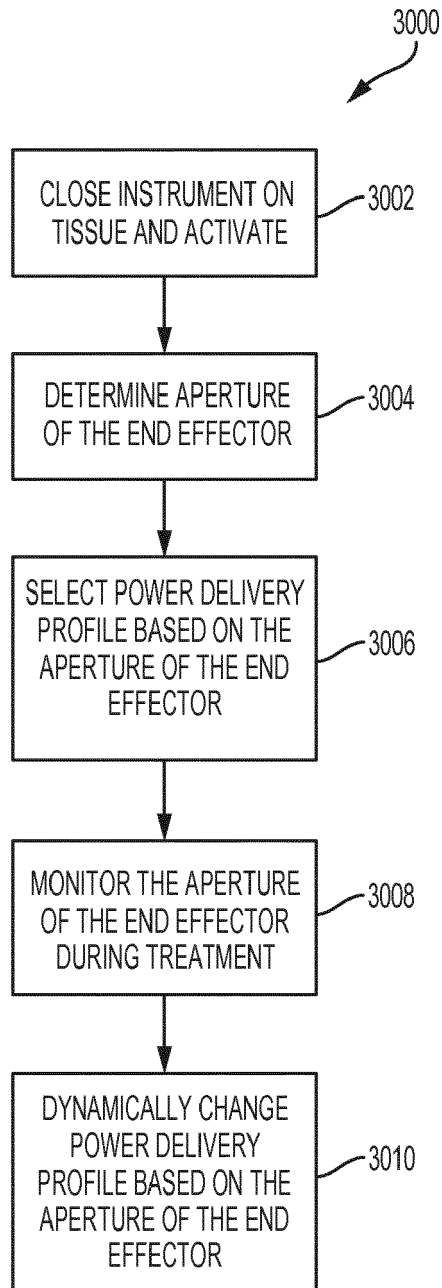 3000
CLOSE INSTRUMENT ON
TISSUE AND ACTIVATE
3002
DETERMINE APERTURE
OF THE END EFFECTOR
3004
SELECT POWER DELIVERY
PROFILE BASED ON THE
APERTURE OF THE END
EFFECTOR
3006
MONITOR THE APERTURE
OF THE END EFFECTOR
DURING TREATMENT
3008
DYNAMICALLY CHANGE
POWER DELIVERY
PROFILE BASED ON THE
APERTURE OF THE END
EFFECTOR
3010